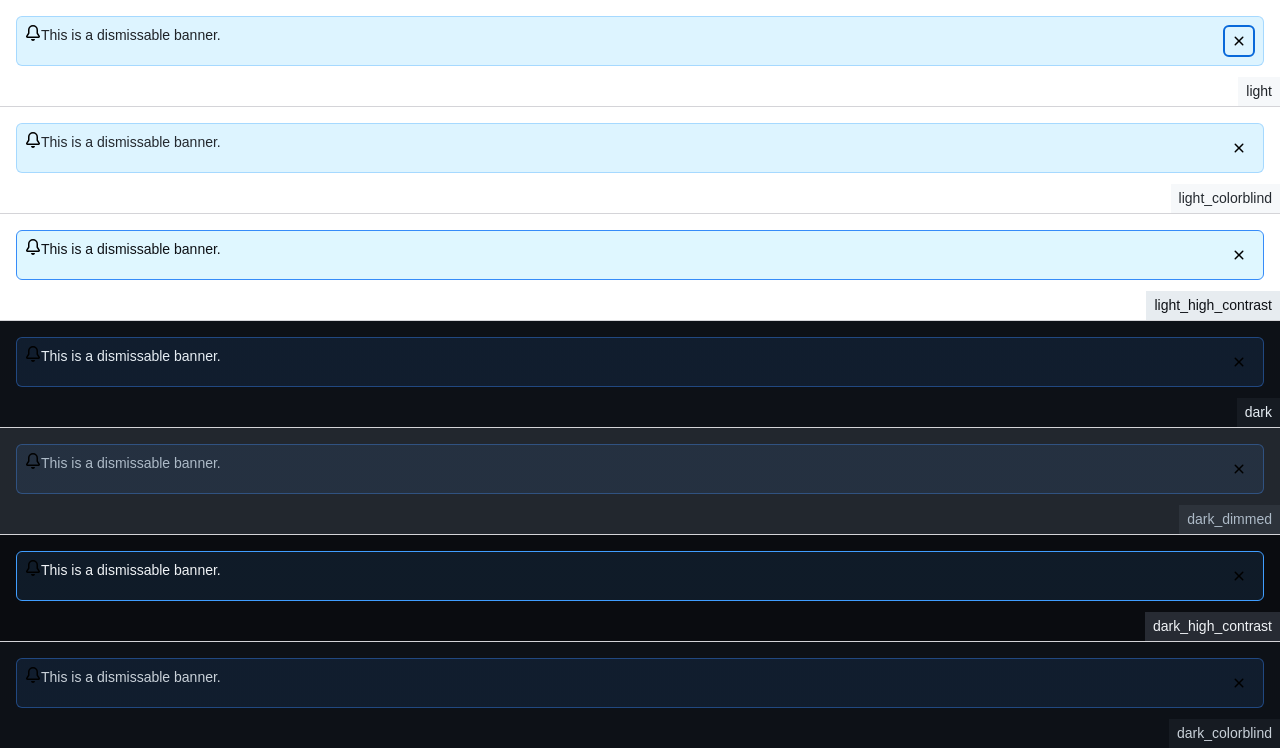 This is a dismissable banner.
light
This is a dismissable banner.
light_colorblind
This is a dismissable banner.
light_high_contrast
This is a dismissable banner.
dark
This is a dismissable banner.
dark_dimmed
This is a dismissable banner.
dark_high_contrast
This is a dismissable banner.
dark_colorblind